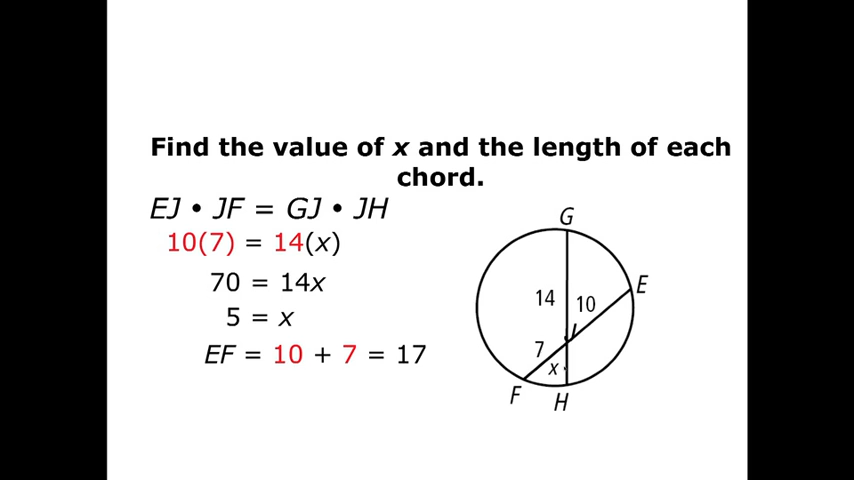 Find the value of x and the length of each
chord.
EJ • JF = GJ • JH
10(7) = 14(x)
70 = 14x
5 = x
EF = 10 + 7 = 17
G
E
14
10
J
7
x
F
H